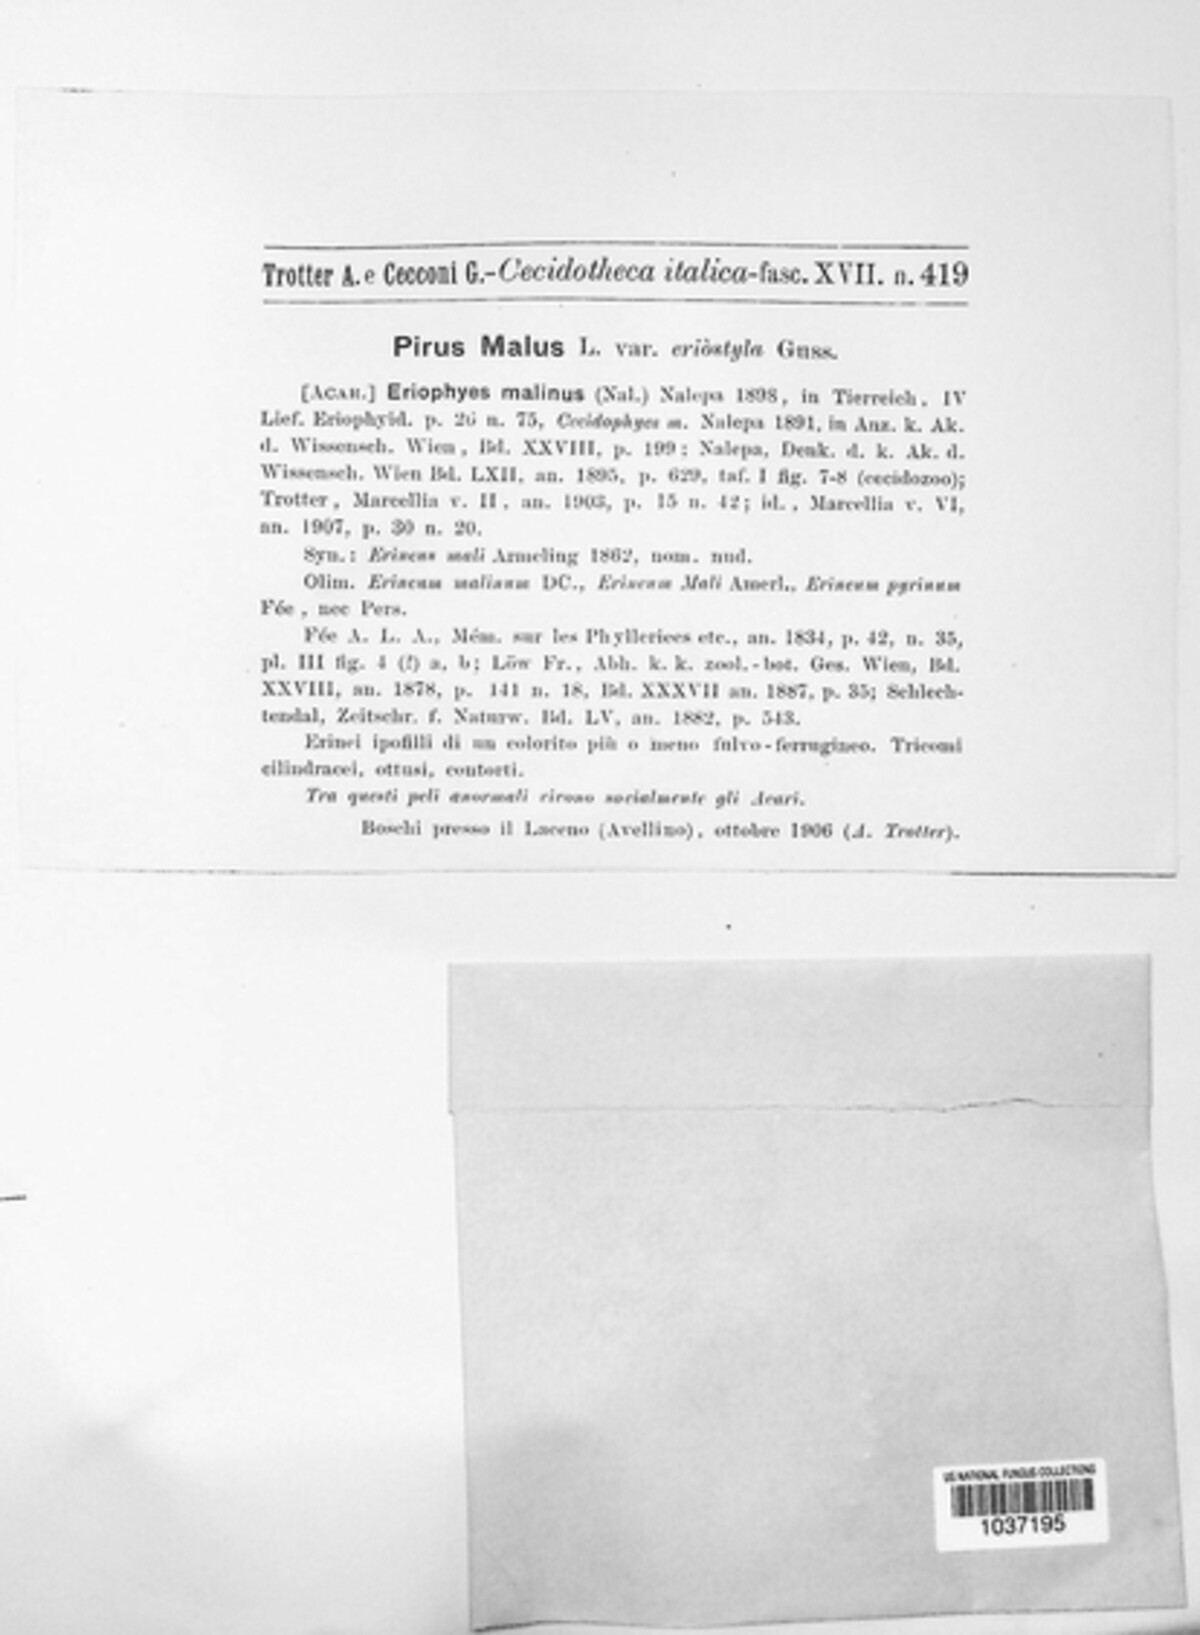 Trotter A. e Cecconi G.-Cecidotheca italica-fasc. XVII. n. 419
Pirus Malus L. var. eriòstyla Guss.
[Acar.] Eriophyes malinus (Nal.) Nalepa 1898, in Tierreich, IV
Lief. Eriophyid. p. 26 n. 75, Cecidophyes m. Nalepa 1891, in Anz. k. Ak.
d. Wissensch. Wien, Bd. XXVIII, p. 199; Nalepa, Denk. d. k. Ak. d.
Wissensch. Wien Bd. LXII, an. 1895, p. 629, taf. I fig. 7-8 (cecidozoo);
Trotter, Marcellia v. II, an. 1903, p. 15 n. 42; id., Marcellia v. VI,
an. 1907, p. 30 n. 20.
Syn.: Erineus mali Armeling 1862, nom. nud.
Olim. Erineum malinum DC., Erineum Mali Amerl., Erineum pyrinum
Fée, nec Pers.
Fée A. L. A., Mém. sur les Phylleriees etc., an. 1834, p. 42, n. 35,
pl. III fig. 4 (?) a, b; Löw Fr., Abh. k. k. zool.-bot. Ges. Wien, Bd.
XXVIII, an. 1878, p. 141 n. 18, Bd. XXXVII an. 1887, p. 35; Schlech-
tendal, Zeitschr. f. Naturw. Bd. LV, an. 1882, p. 543.
Erinei ipofilli di un colorito più o meno fulvo-ferrugineo. Tricomi
cilindracei, ottusi, contorti.
Tra questi peli anormali vivono socialmente gli Acari.
Boschi presso il Laceno (Avellino), ottobre 1906 (A. Trotter).
US NATIONAL FUNGUS COLLECTIONS
1037195